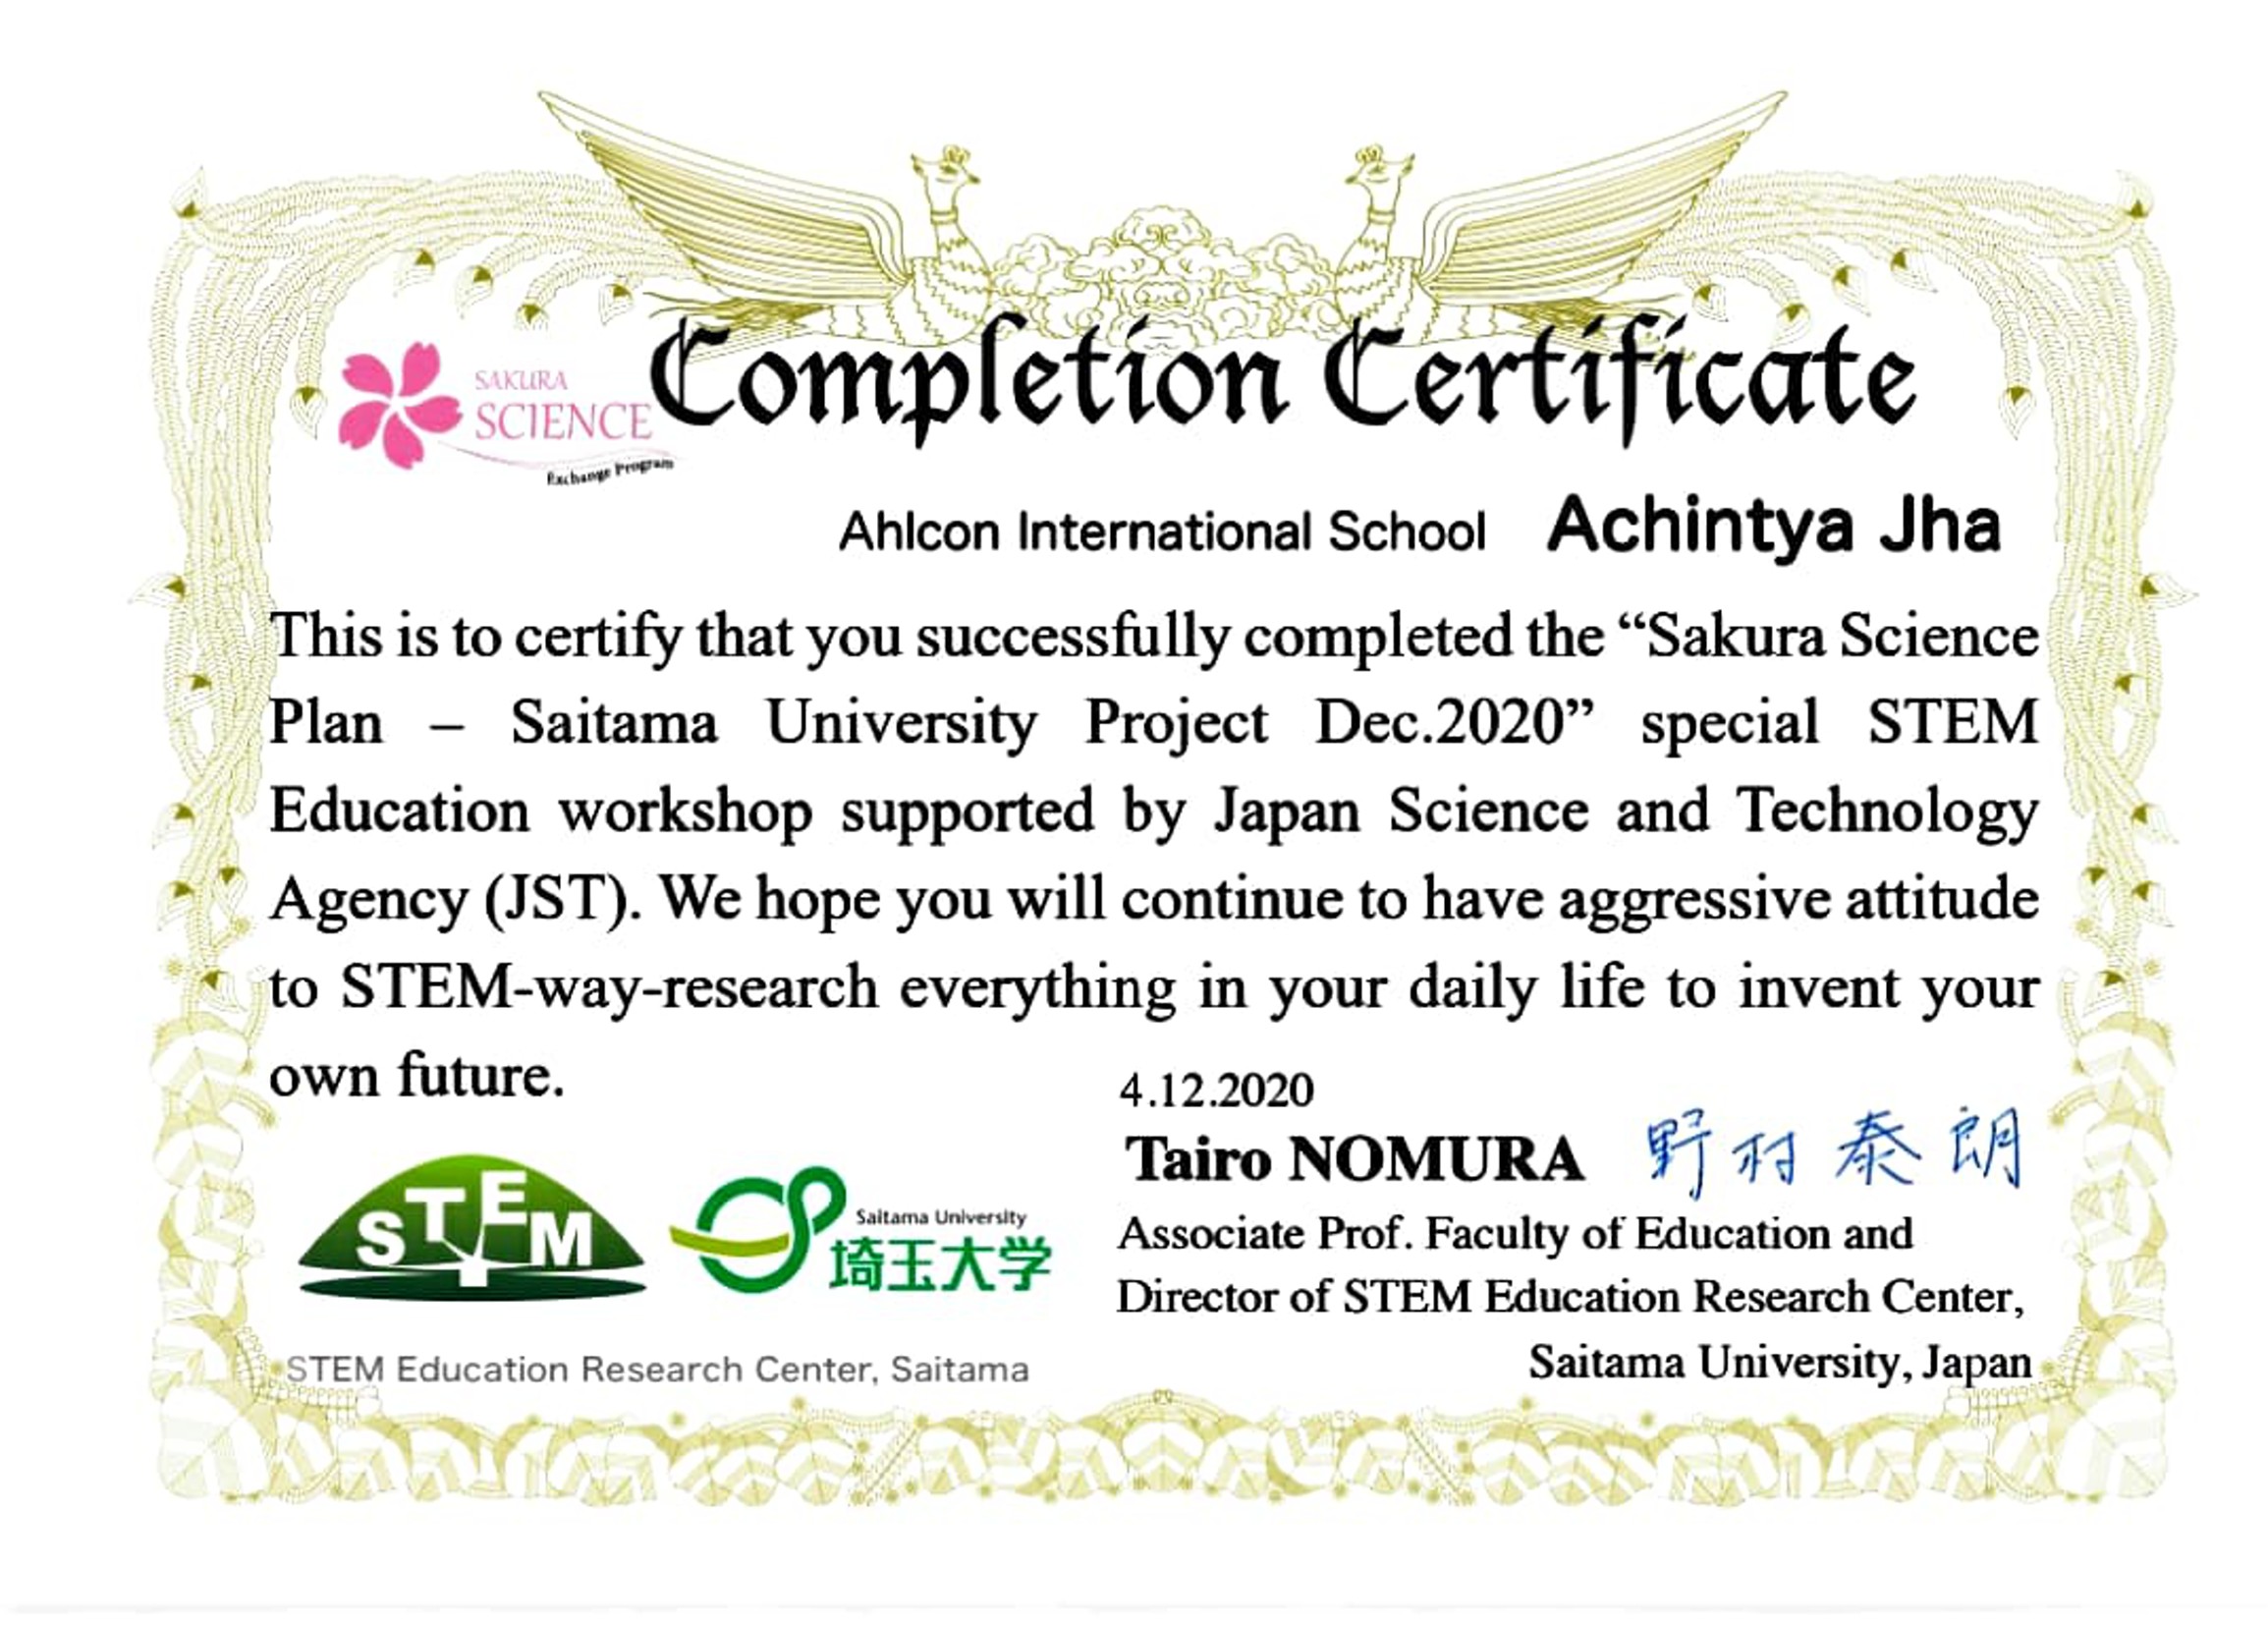 Completion Certificate
SAKURA
SCIENCE
Exchange Program
Ahlcon International School Achintya Jha
This is to certify that you successfully completed the “Sakura Science
Plan – Saitama University Project Dec.2020” special STEM
Education workshop supported by Japan Science and Technology
Agency (JST). We hope you will continue to have aggressive attitude
to STEM-way-research everything in your daily life to invent your
own future.
4.12.2020
Tairo NOMURA 野村泰朗
Associate Prof. Faculty of Education and
Director of STEM Education Research Center,
Saitama University, Japan
STEM
Saitama University
埼玉大学
STEM Education Research Center, Saitama